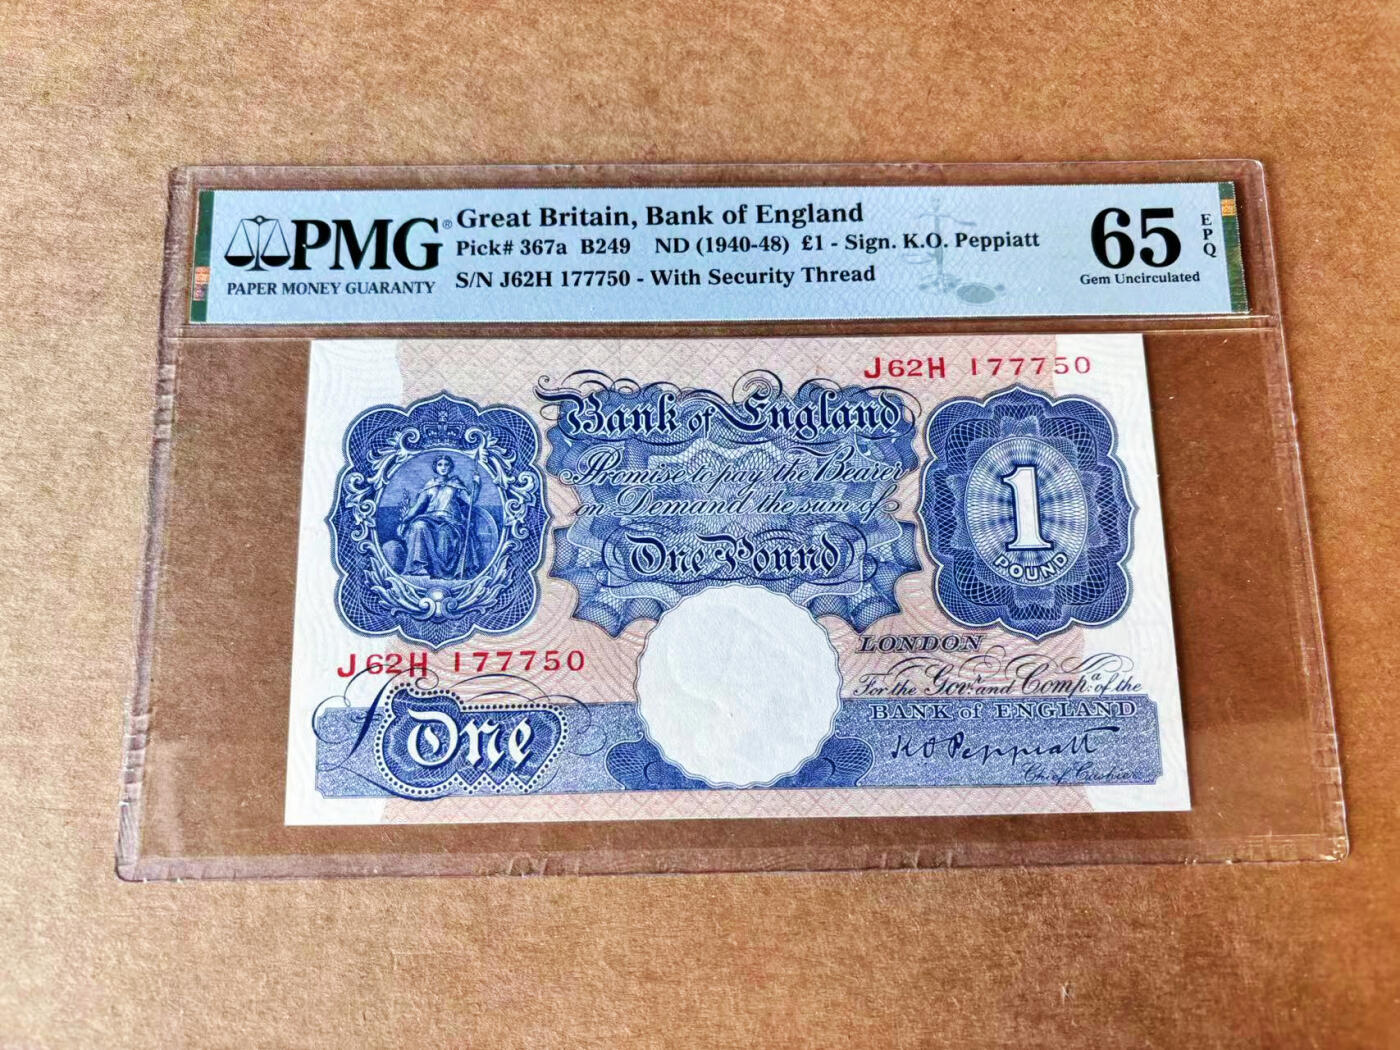 PMG®
PAPER MONEY GUARANTY
Great Britain, Bank of England
Pick# 367a B249 ND (1940-48) £1 - Sign. K.O. Peppiatt
S/N J62H 177750 - With Security Thread
65
EPQ
Gem Uncirculated
J62H 177750
Bank of England
Promise to pay the Bearer
on Demand the sum of
One Pound
1
POUND
LONDON
J62H 177750
For the Govr. and Compa. of the
BANK of ENGLAND
£ One
K O Peppiatt
Chief Cashier